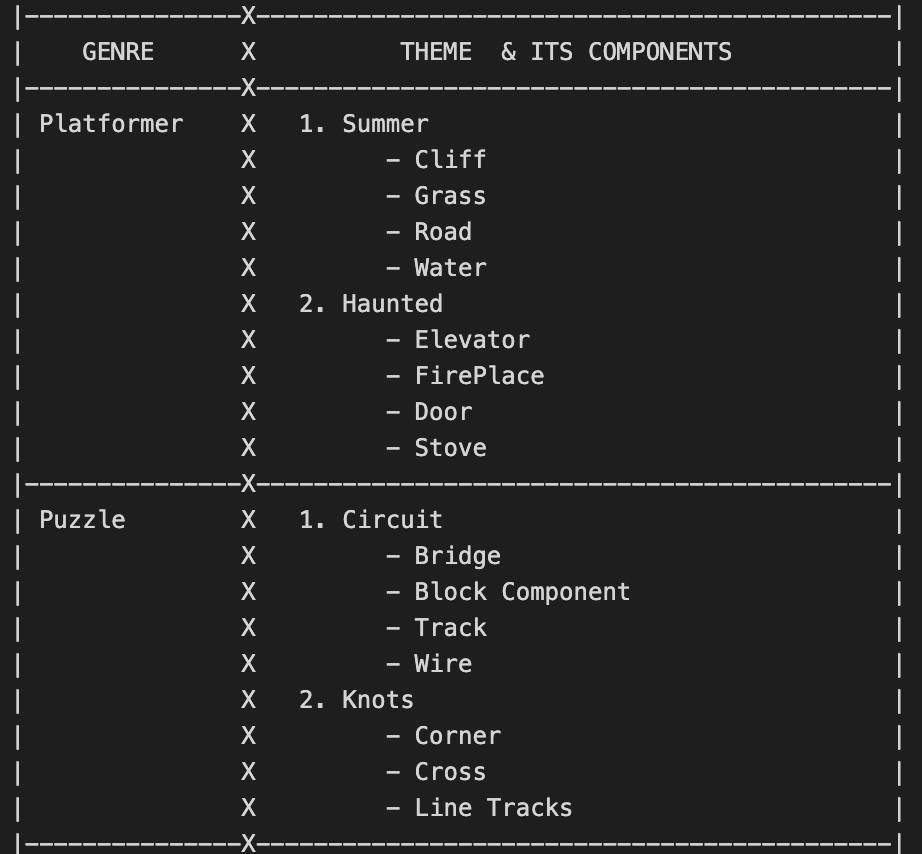 |---------------X--------------------------------------------|
|    GENRE      X          THEME  & ITS COMPONENTS           |
|---------------X--------------------------------------------|
| Platformer    X   1. Summer                                |
|               X         - Cliff                            |
|               X         - Grass                            |
|               X         - Road                             |
|               X         - Water                            |
|               X   2. Haunted                               |
|               X         - Elevator                         |
|               X         - FirePlace                        |
|               X         - Door                             |
|               X         - Stove                            |
|---------------X--------------------------------------------|
| Puzzle        X   1. Circuit                               |
|               X         - Bridge                           |
|               X         - Block Component                  |
|               X         - Track                            |
|               X         - Wire                             |
|               X   2. Knots                                 |
|               X         - Corner                           |
|               X         - Cross                            |
|               X         - Line Tracks                      |
|---------------X--------------------------------------------|